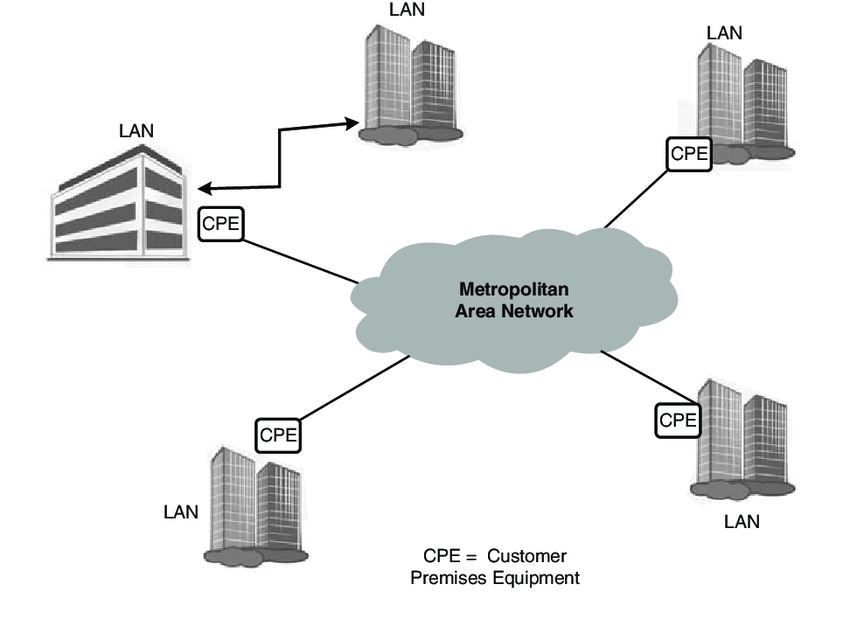 LAN
LAN
LAN
CPE
CPE
Metropolitan
Area Network
CPE
CPE
LAN
LAN
CPE = Customer
Premises Equipment